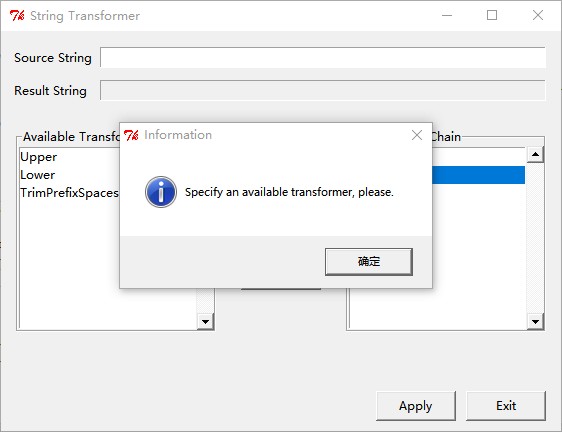 String Transformer
Source String
Result String
Information
Specify an available transformer, please.
确定
Available Transfo
Chain
Upper
Lower
TrimPrefixSpaces
Apply
Exit